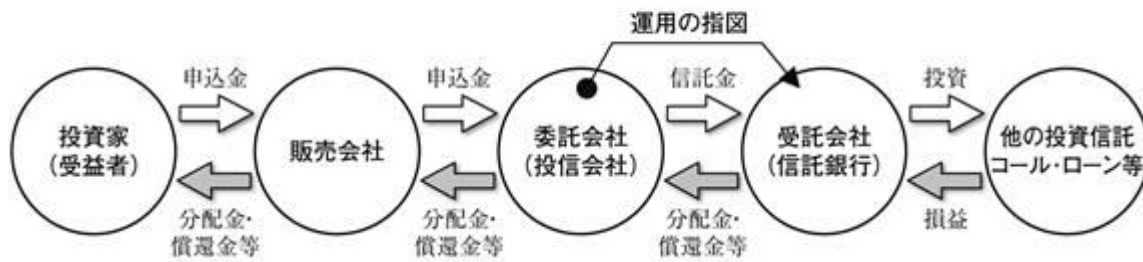 運用の指図
申込金
申込金
信託金
投資
投資家
(受益者)
販売会社
委託会社
(投信会社)
受託会社
(信託銀行)
他の投資信託
コール・ローン等
分配金・
償還金等
分配金・
償還金等
分配金・
償還金等
損益